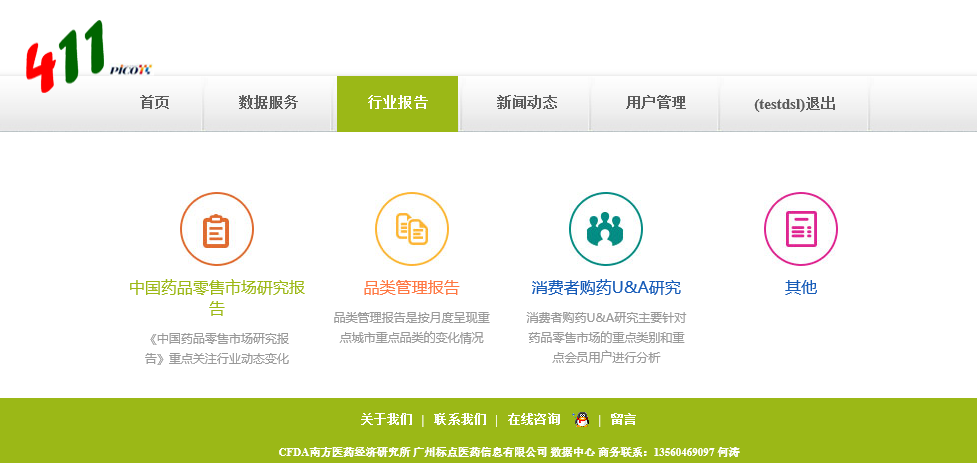 411
PICO
首页
数据服务
行业报告
新闻动态
用户管理
(testdsl)退出
中国药品零售市场研究报
告
《中国药品零售市场研究报
告》重点关注行业动态变化
品类管理报告
品类管理报告是按月度呈现重
点城市重点品类的变化情况
消费者购药U&A研究
消费者购药U&A研究主要针对
药品零售市场的重点类别和重
点会员用户进行分析
其他
关于我们 | 联系我们 | 在线咨询 | 留言
CFDA南方医药经济研究所 广州标点医药信息有限公司 数据中心 商务联系：13560469097 何涛